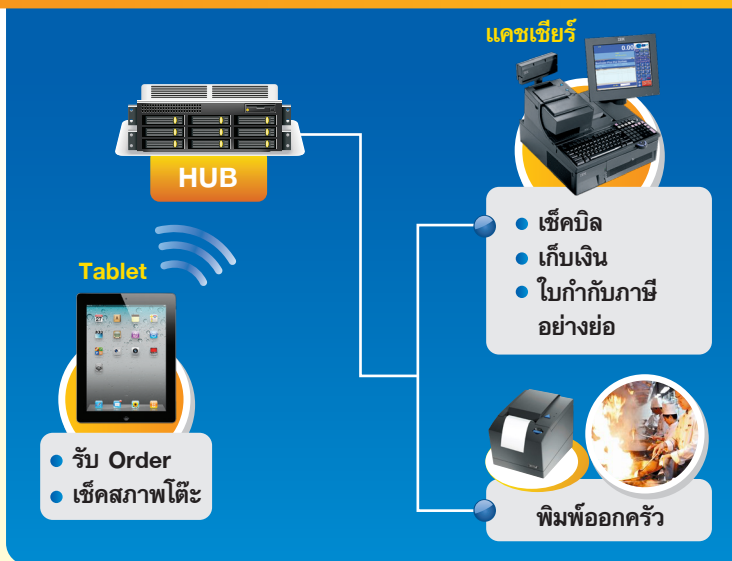 แคชเชียร์
0.00
HUB
เช็คบิล
เก็บเงิน
ใบกำกับภาษี
อย่างย่อ
Tablet
รับ Order
เช็คสภาพโต๊ะ
พิมพ์ออกครัว